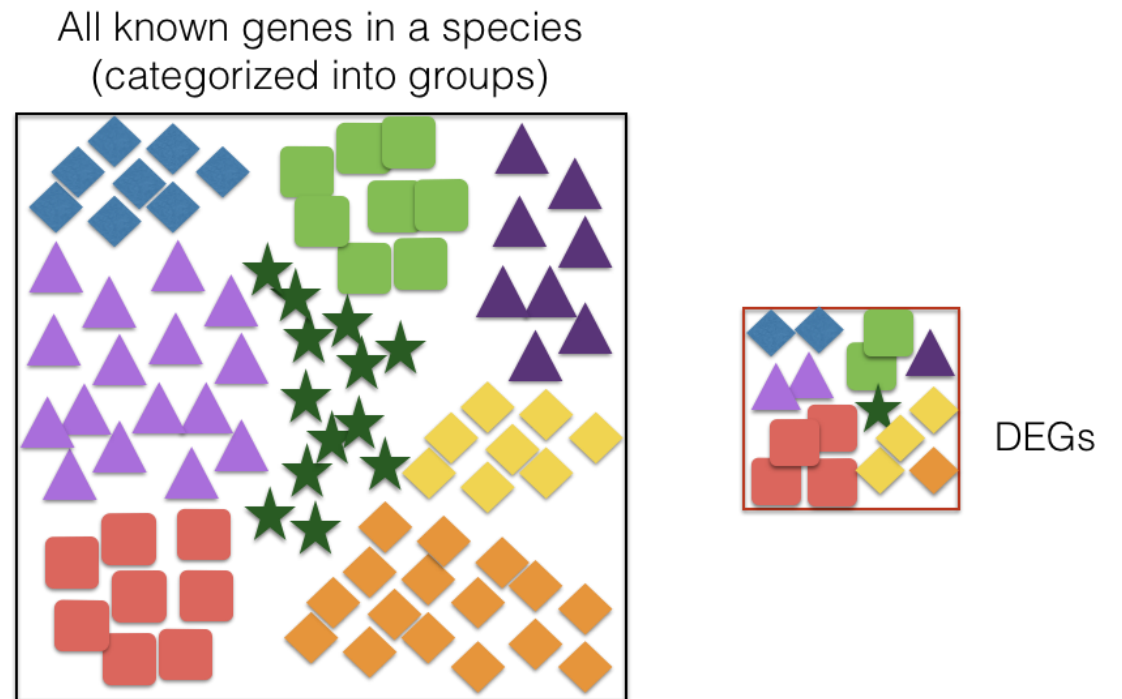 All known genes in a species
(categorized into groups)
DEGs